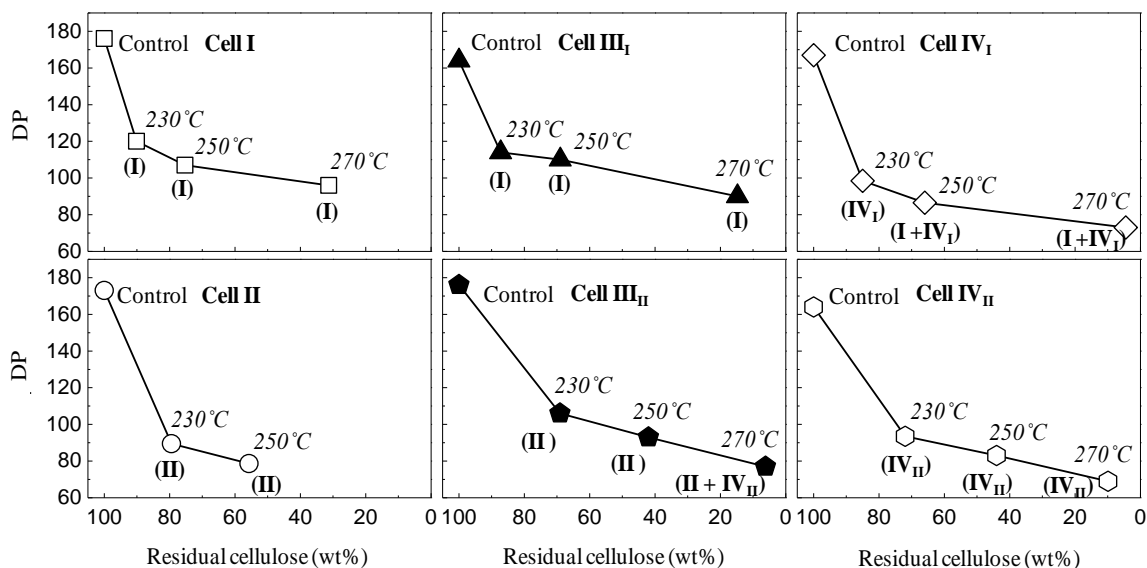 180
160
140
120
100
80
60
DP
Control Cell I
230˚C
250˚C
270˚C
(I)
(I)
(I)
Control Cell III_I
230˚C
250˚C
270˚C
(I)
(I)
(I)
Control Cell IV_I
230˚C
250˚C
270˚C
(IV_I)
(I +IV_I)
(I +IV_I)
180
160
140
120
100
80
60
DP
Control Cell II
230˚C
250˚C
(II)
(II)
Control Cell III_II
230˚C
250˚C
270˚C
(II )
(II )
(II + IV_II)
Control Cell IV_II
230˚C
250˚C
270˚C
(IV_II)
(IV_II)
(IV_II)
100 80 60 40 20 0
100 80 60 40 20 0
100 80 60 40 20 0
Residual cellulose (wt%)
Residual cellulose (wt%)
Residual cellulose (wt%)